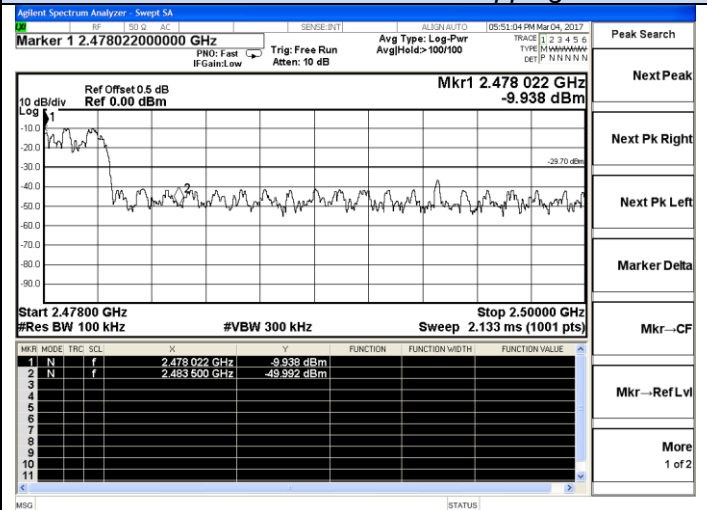 Agilent Spectrum Analyzer - Swept SA
RF 50 Ω AC SENSE:INT ALIGN AUTO 05:51:04 PM Mar 04, 2017
Marker 1 2.478022000000 GHz
PNO: Fast
IFGain:Low
Trig: Free Run
Atten: 10 dB
Avg Type: Log-Pwr
Avg|Hold:>100/100
TRACE 1 2 3 4 5 6
TYPE MWWWWW
DET P NNNNN
Peak Search
Next Peak
Next Pk Right
Next Pk Left
Marker Delta
Mkr→CF
Mkr→Ref Lvl
More
1 of 2
Ref Offset 0.5 dB
10 dB/div Ref 0.00 dBm
Mkr1 2.478 022 GHz
-9.938 dBm
Log
1
-10.0
-20.0
-29.70 dBm
-30.0
-40.0
2
-50.0
-60.0
-70.0
-80.0
-90.0
Start 2.47800 GHz Stop 2.50000 GHz
#Res BW 100 kHz #VBW 300 kHz Sweep 2.133 ms (1001 pts)
MKR MODE TRC SCL X Y FUNCTION FUNCTION WIDTH FUNCTION VALUE
1 N f 2.478 022 GHz -9.938 dBm
2 N f 2.483 500 GHz -49.992 dBm
3
4
5
6
7
8
9
10
11
MSG STATUS